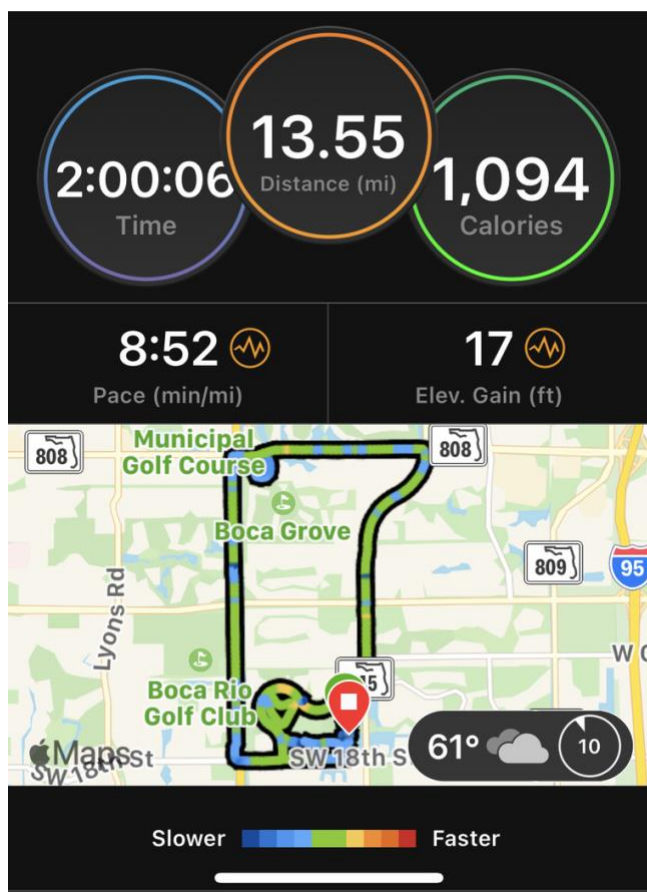 13.55
Distance (mi)
2:00:06
Time
1,094
Calories
8:52
Pace (min/mi)
17
Elev. Gain (ft)
808
Municipal
Golf Course
808
Boca Grove
809
95
Lyons Rd
W
Boca Rio
Golf Club
Maps
SW 18th St
SW 18th S
61°
10
Slower
Faster